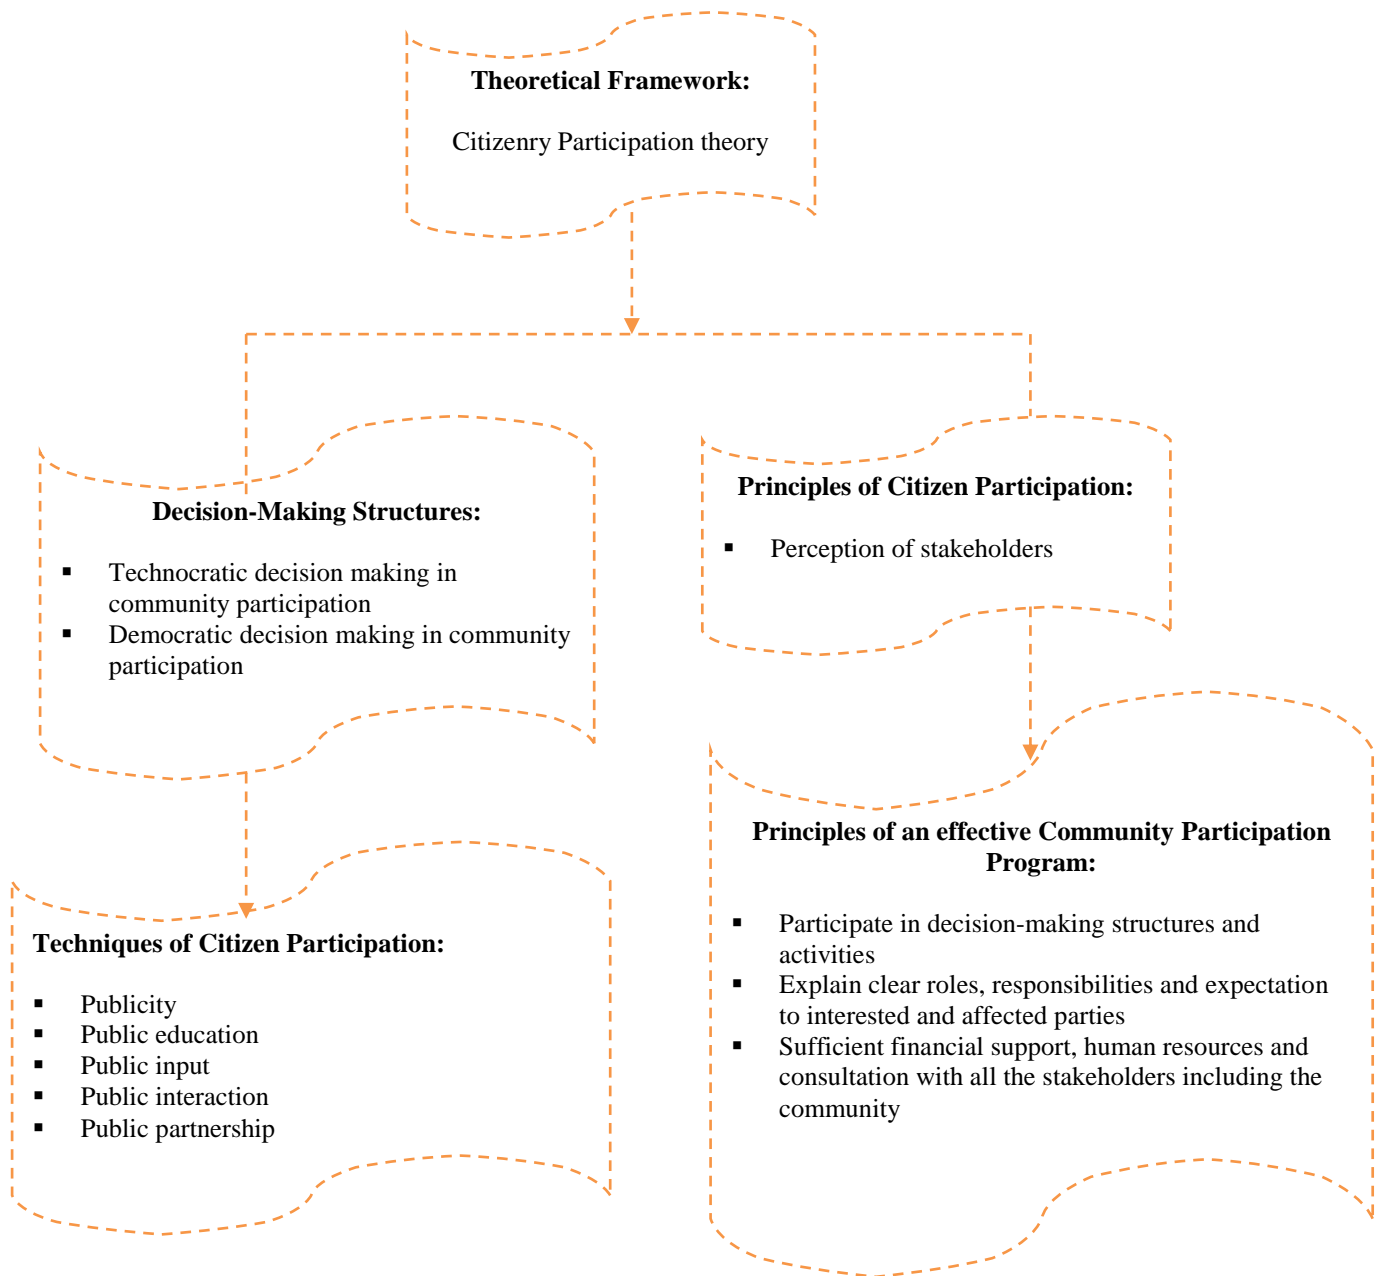 Theoretical Framework:
Citizenry Participation theory
Decision-Making Structures:
▪ Technocratic decision making in
community participation
▪ Democratic decision making in community
participation
Techniques of Citizen Participation:
▪ Publicity
▪ Public education
▪ Public input
▪ Public interaction
▪ Public partnership
Principles of Citizen Participation:
▪ Perception of stakeholders
Principles of an effective Community Participation
Program:
▪ Participate in decision-making structures and
activities
▪ Explain clear roles, responsibilities and expectation
to interested and affected parties
▪ Sufficient financial support, human resources and
consultation with all the stakeholders including the
community